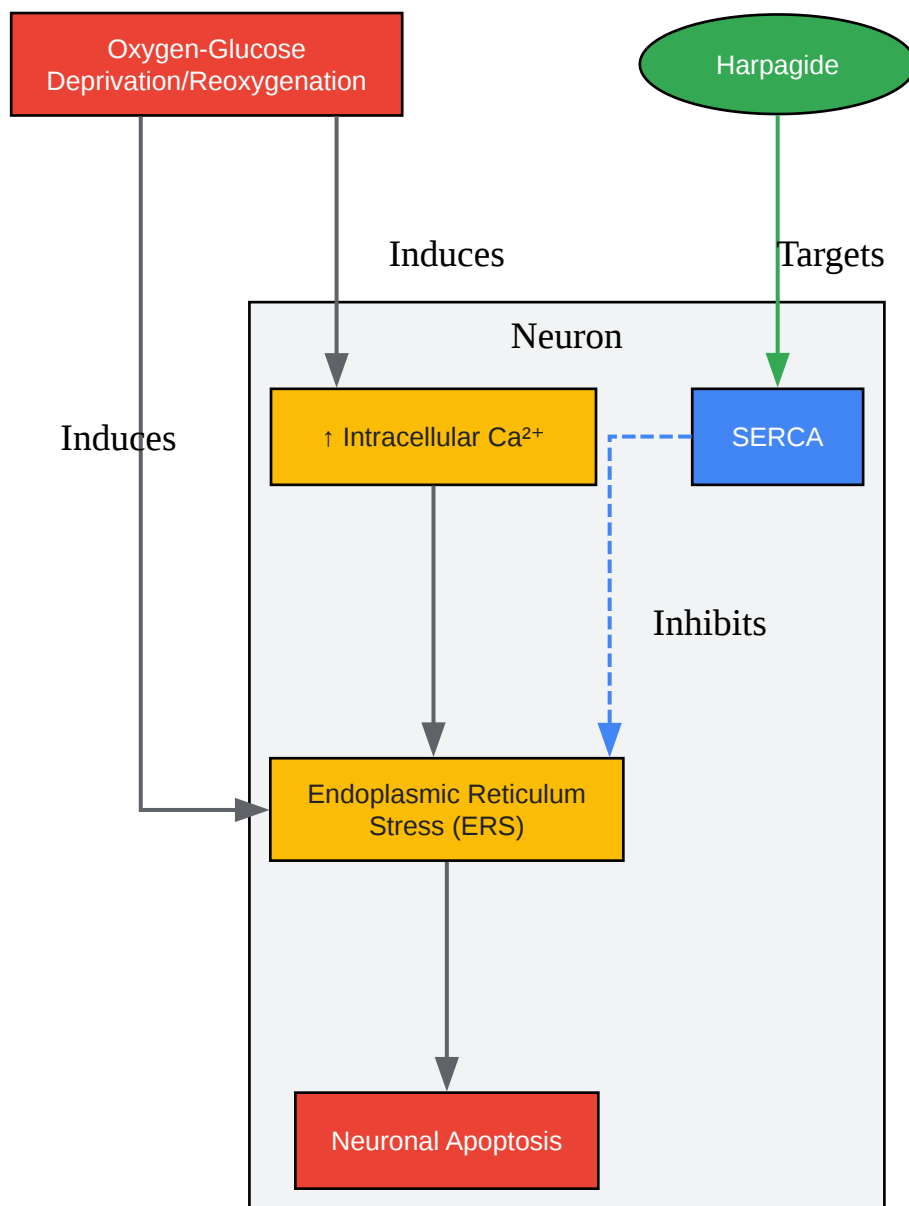 Oxygen-Glucose
Deprivation/Reoxygenation
Harpagide
Induces
Targets
Neuron
↑ Intracellular Ca²⁺
SERCA
Induces
Inhibits
Endoplasmic Reticulum
Stress (ERS)
Neuronal Apoptosis